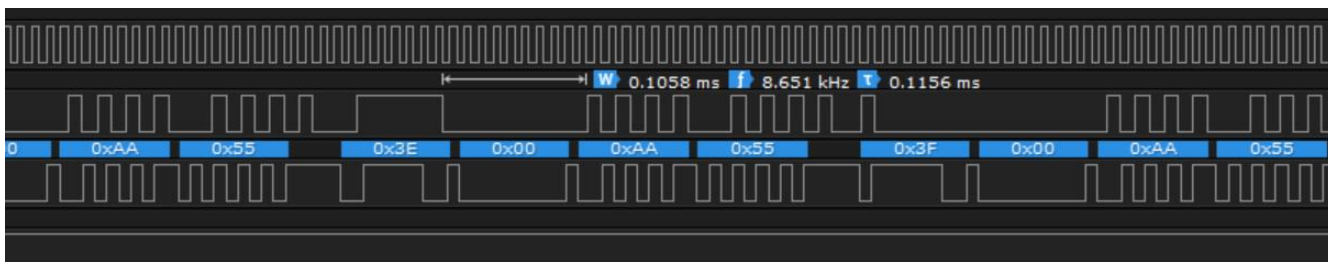 W 0.1058 ms f 8.651 kHz τ 0.1156 ms
0 0xAA 0x55 0x3E 0x00 0xAA 0x55 0x3F 0x00 0xAA 0x55